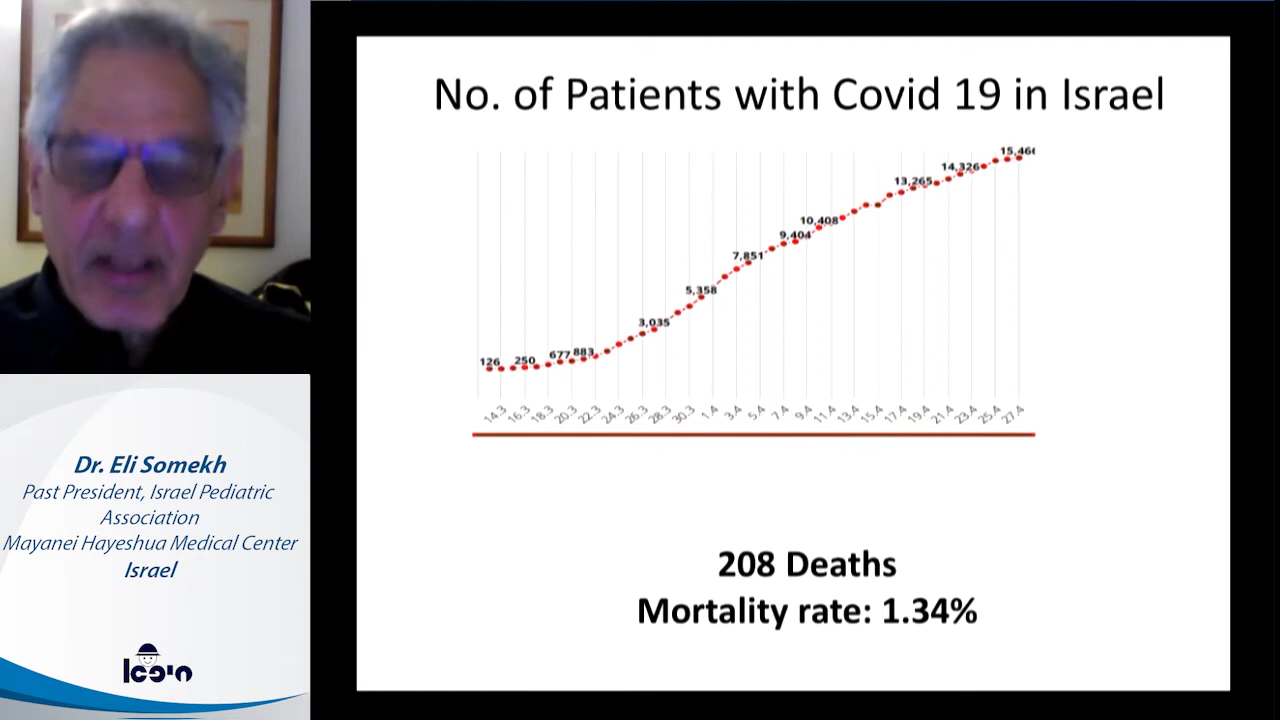 No. of Patients with Covid 19 in Israel
126
250
677
883
3,035
5,358
7,851
9,404
10,408
13,265
14,326
14.3 16.3 18.3 20.3 22.3 24.3 26.3 28.3 30.3 1.4 3.4 5.4 7.4 9.4 11.4 13.4 15.4 17.4 19.4 21.4 23.4 25.4 27.4
208 Deaths
Mortality rate: 1.34%
Dr. Eli Somekh
Past President, Israel Pediatric
Association
Mayanei Hayeshua Medical Center
Israel